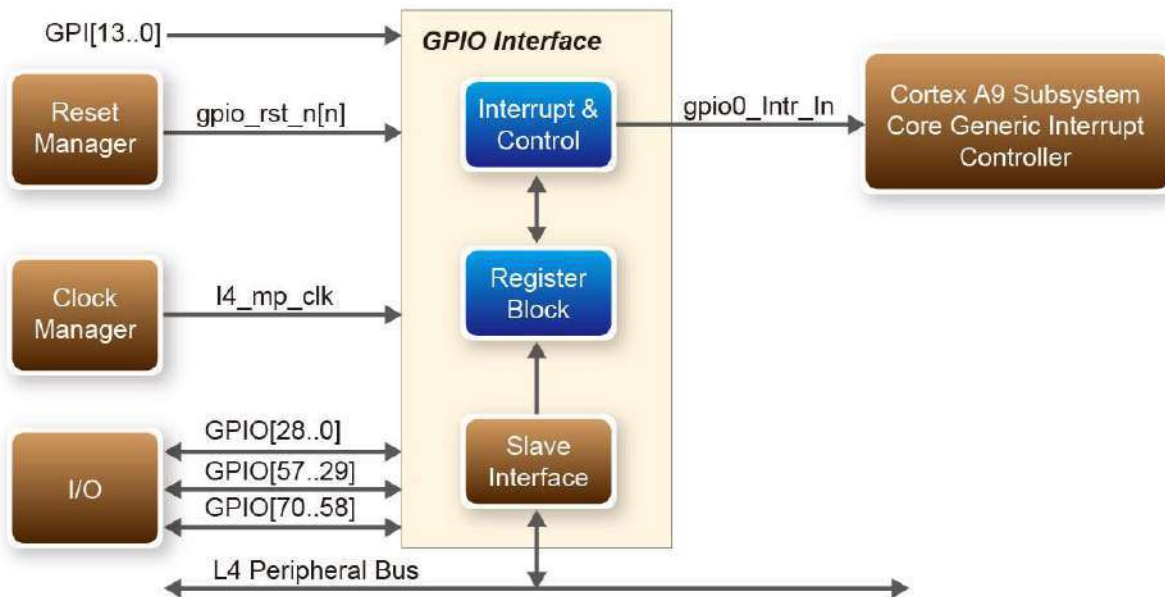 GPI[13..0]
GPIO Interface
Reset
Manager
gpio_rst_n[n]
Interrupt &
Control
gpio0_Intr_In
Cortex A9 Subsystem
Core Generic Interrupt
Controller
Clock
Manager
l4_mp_clk
Register
Block
I/O
GPIO[28..0]
GPIO[57..29]
GPIO[70..58]
Slave
Interface
L4 Peripheral Bus